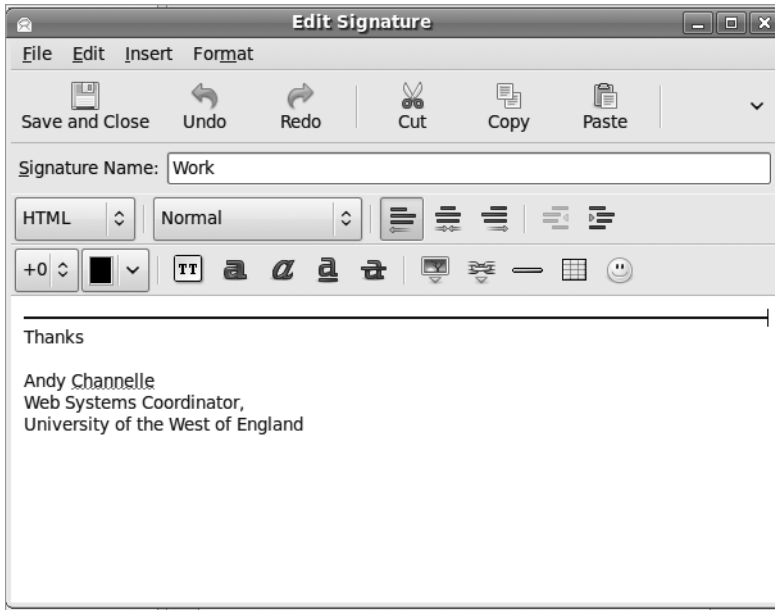 Edit Signature
File Edit Insert Format
Save and Close Undo Redo Cut Copy Paste
Signature Name: Work
HTML Normal
+0 TT a a a a
Thanks
Andy Channelle
Web Systems Coordinator,
University of the West of England